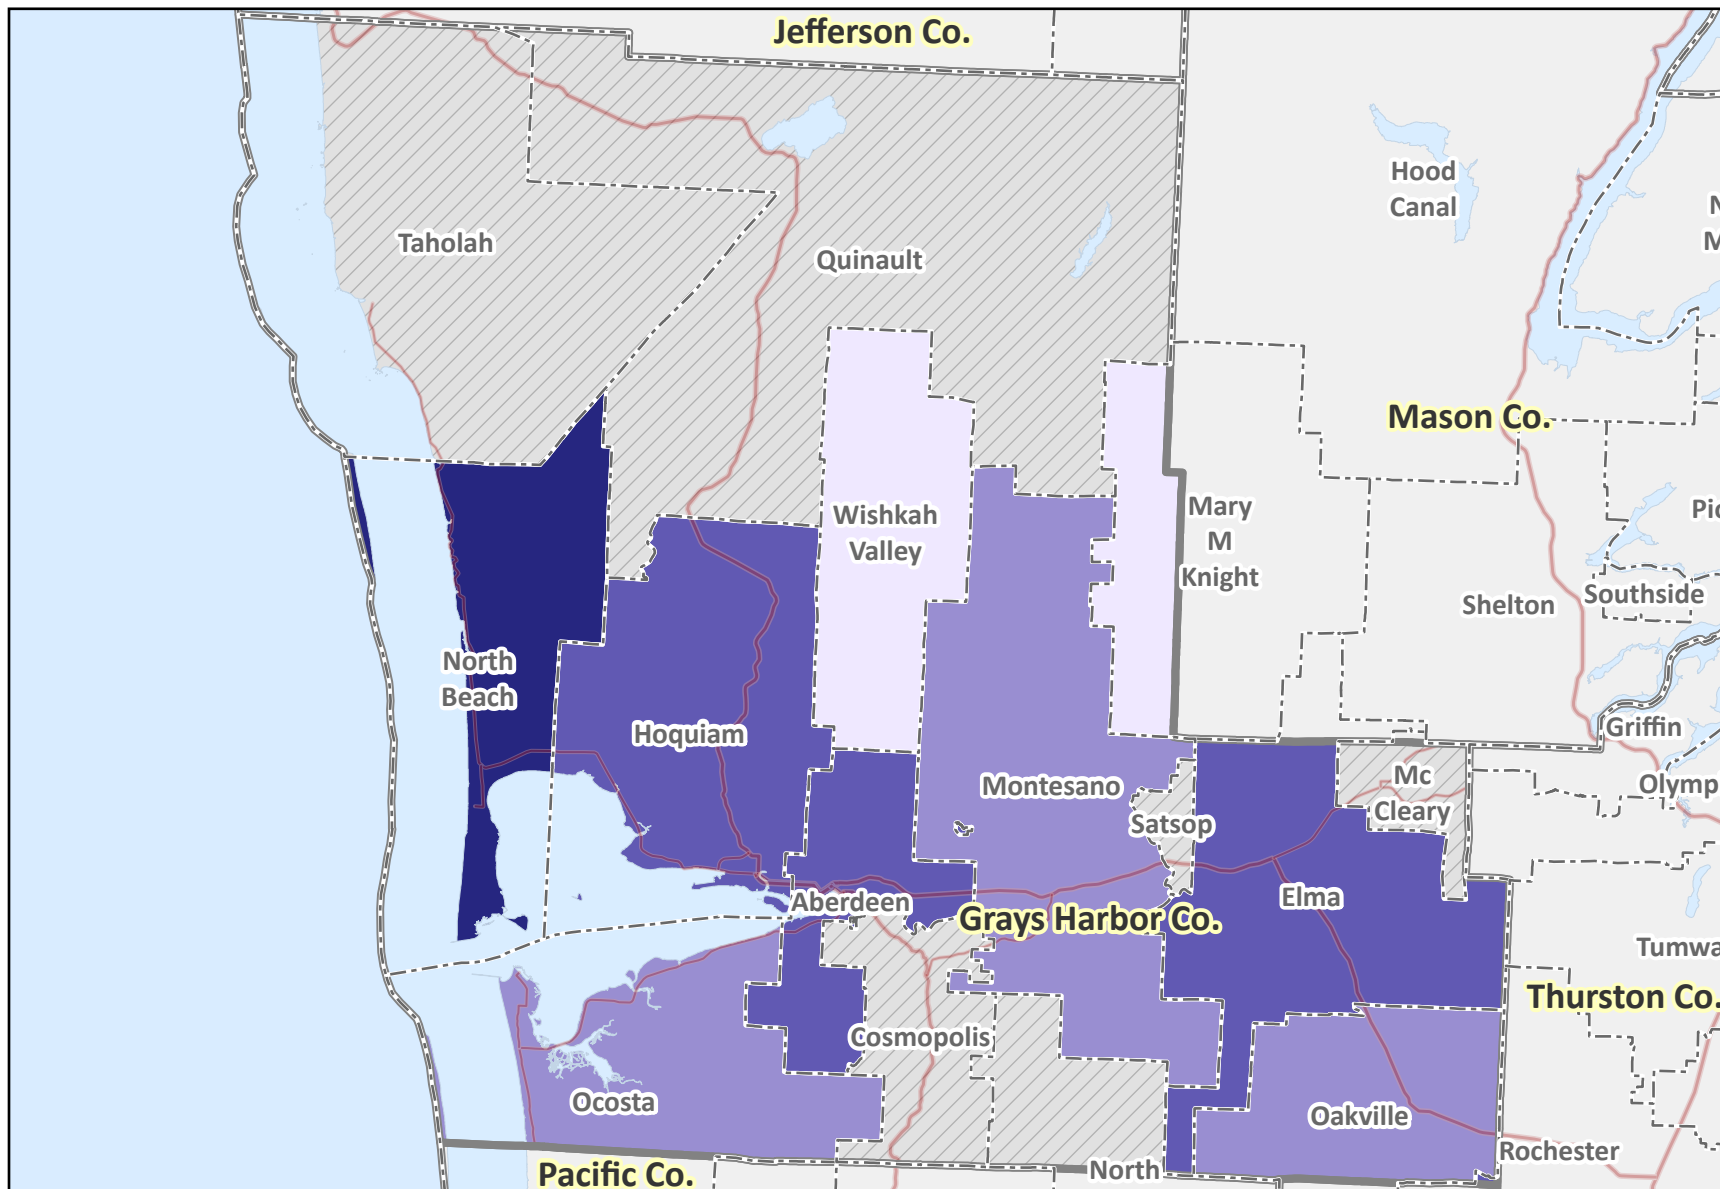 Jefferson Co.
Hood
Canal
Taholah
Quinault
Mason Co.
Wishkah
Valley
Mary
M
Knight
Shelton
Southside
North
Beach
Hoquiam
Griffin
Montesano
Mc
Cleary
Olymp
Satsop
Aberdeen
Elma
Grays Harbor Co.
Tumwa
Thurston Co.
Cosmopolis
Ocosta
Oakville
Rochester
North
Pacific Co.
N
M
Pic